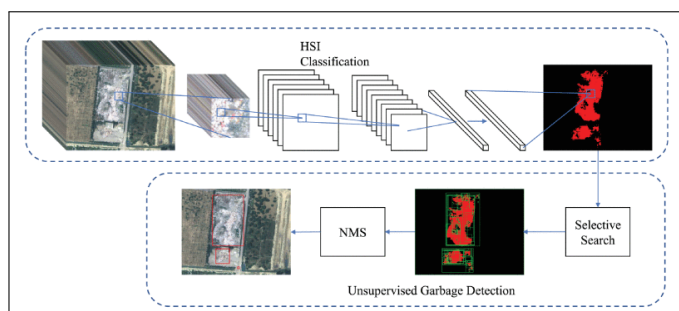 HSI
Classification
Selective
Search
NMS
Unsupervised Garbage Detection